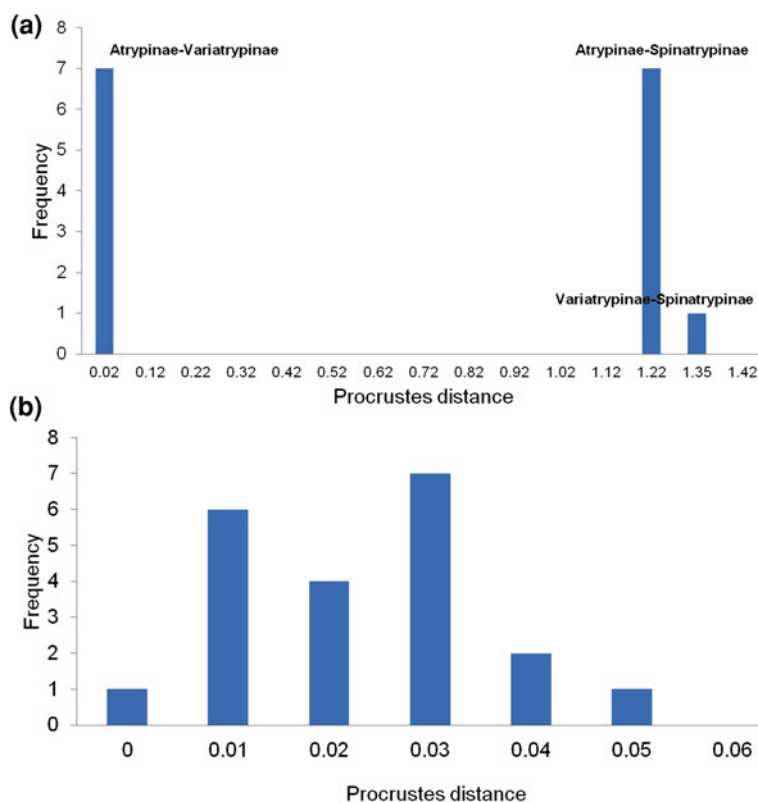 (a)
8
Atrypinae-Variatrypinae Atrypinae-Spinatrypinae
7
6
5
4
3
2
Variatrypinae-Spinatrypinae
1
0
Frequency
0.02 0.12 0.22 0.32 0.42 0.52 0.62 0.72 0.82 0.92 1.02 1.12 1.22 1.35 1.42
Procrustes distance
(b)
8
7
6
5
4
3
2
1
0
Frequency
0 0.01 0.02 0.03 0.04 0.05 0.06
Procrustes distance